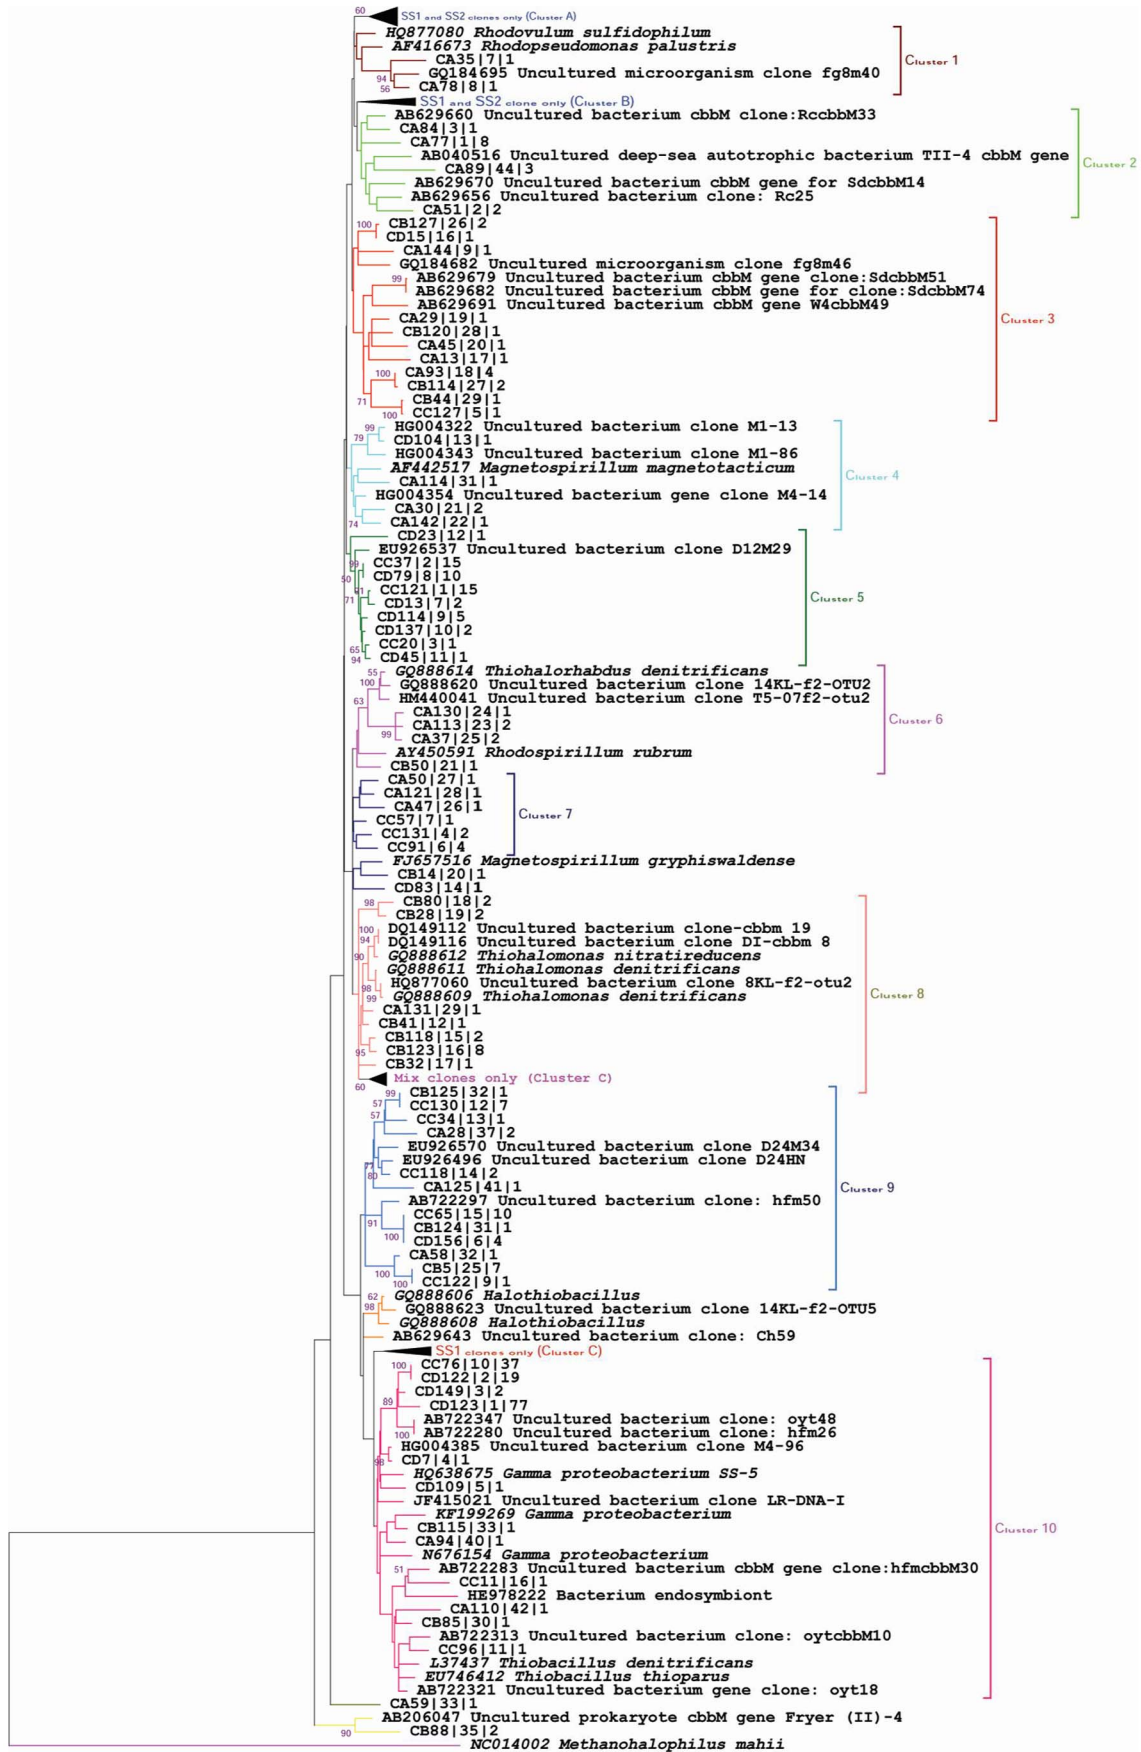 60
SS1 and SS2 clones only (Cluster A)
HQ877080 Rhodovulum sulfidophilum
AF416673 Rhodopseudomonas palustris
CA35|7|1
Cluster 1
GQ184695 Uncultured microorganism clone fg8m40
94
56
CA78|8|1
SS1 and SS2 clone only (Cluster B)
AB629660 Uncultured bacterium cbbM clone:RccbbM33
CA84|3|1
CA77|1|8
AB040516 Uncultured deep-sea autotrophic bacterium TII-4 cbbM gene
Cluster 2
CA89|44|3
AB629670 Uncultured bacterium cbbM gene for SdcbbM14
AB629656 Uncultured bacterium clone: Rc25
CA51|2|2
100
CB127|26|2
CD15|16|1
CA144|9|1
GQ184682 Uncultured microorganism clone fg8m46
99
AB629679 Uncultured bacterium cbbM gene clone:SdcbbM51
AB629682 Uncultured bacterium cbbM gene for clone:SdcbbM74
AB629691 Uncultured bacterium cbbM gene W4cbbM49
CA29|19|1
Cluster 3
CB120|28|1
CA45|20|1
CA13|17|1
100
CA93|18|4
CB114|27|2
71
CB44|29|1
100
CC127|5|1
99
HG004322 Uncultured bacterium clone M1-13
79
CD104|13|1
HG004343 Uncultured bacterium clone M1-86
AF442517 Magnetospirillum magnetotacticum
Cluster 4
CA114|31|1
HG004354 Uncultured bacterium gene clone M4-14
CA30|21|2
74
CA142|22|1
CD23|12|1
EU926537 Uncultured bacterium clone D12M29
99
CC37|2|15
50
CD79|8|10
CC121|1|15
71
CD13|7|2
Cluster 5
CD114|9|5
CD137|10|2
65
CC20|3|1
94
CD45|11|1
55
GQ888614 Thiohalorhabdus denitrificans
100
GQ888620 Uncultured bacterium clone 14KL-f2-OTU2
63
HM440041 Uncultured bacterium clone T5-07f2-otu2
CA130|24|1
Cluster 6
CA113|23|2
99
CA37|25|2
AY450591 Rhodospirillum rubrum
CB50|21|1
CA50|27|1
CA121|28|1
CA47|26|1
Cluster 7
CC57|7|1
CC131|4|2
CC91|6|4
FJ657516 Magnetospirillum gryphiswaldense
CB14|20|1
CD83|14|1
98
CB80|18|2
CB28|19|2
100
DQ149112 Uncultured bacterium clone-cbbm 19
94
DQ149116 Uncultured bacterium clone DI-cbbm 8
90
GQ888612 Thiohalomonas nitratireducens
GQ888611 Thiohalomonas denitrificans
98
HQ877060 Uncultured bacterium clone 8KL-f2-otu2
99
GQ888609 Thiohalomonas denitrificans
Cluster 8
CA131|29|1
CB41|12|1
CB118|15|2
95
CB123|16|8
CB32|17|1
60
Mix clones only (Cluster C)
99
CB125|32|1
57
CC130|12|7
57
CC34|13|1
CA28|37|2
EU926570 Uncultured bacterium clone D24M34
77
EU926496 Uncultured bacterium clone D24HN
80
CC118|14|2
CA125|41|1
Cluster 9
AB722297 Uncultured bacterium clone: hfm50
CC65|15|10
91
CB124|31|1
100
CD156|6|4
CA58|32|1
100
CB5|25|7
100
CC122|9|1
62
GQ888606 Halothiobacillus
98
GQ888623 Uncultured bacterium clone 14KL-f2-OTU5
GQ888608 Halothiobacillus
AB629643 Uncultured bacterium clone: Ch59
SS1 clones only (Cluster C)
100
CC76|10|37
CD122|2|19
CD149|3|2
89
CD123|1|77
AB722347 Uncultured bacterium clone: oyt48
100
AB722280 Uncultured bacterium clone: hfm26
HG004385 Uncultured bacterium clone M4-96
98
CD7|4|1
HQ638675 Gamma proteobacterium SS-5
CD109|5|1
JF415021 Uncultured bacterium clone LR-DNA-I
KF199269 Gamma proteobacterium
CB115|33|1
Cluster 10
CA94|40|1
N676154 Gamma proteobacterium
51
AB722283 Uncultured bacterium cbbM gene clone:hfmcbbM30
CC11|16|1
HE978222 Bacterium endosymbiont
CA110|42|1
CB85|30|1
AB722313 Uncultured bacterium clone: oytcbbM10
CC96|11|1
L37437 Thiobacillus denitrificans
EU746412 Thiobacillus thioparus
AB722321 Uncultured bacterium gene clone: oyt18
CA59|33|1
AB206047 Uncultured prokaryote cbbM gene Fryer (II)-4
90
CB88|35|2
NC014002 Methanohalophilus mahii